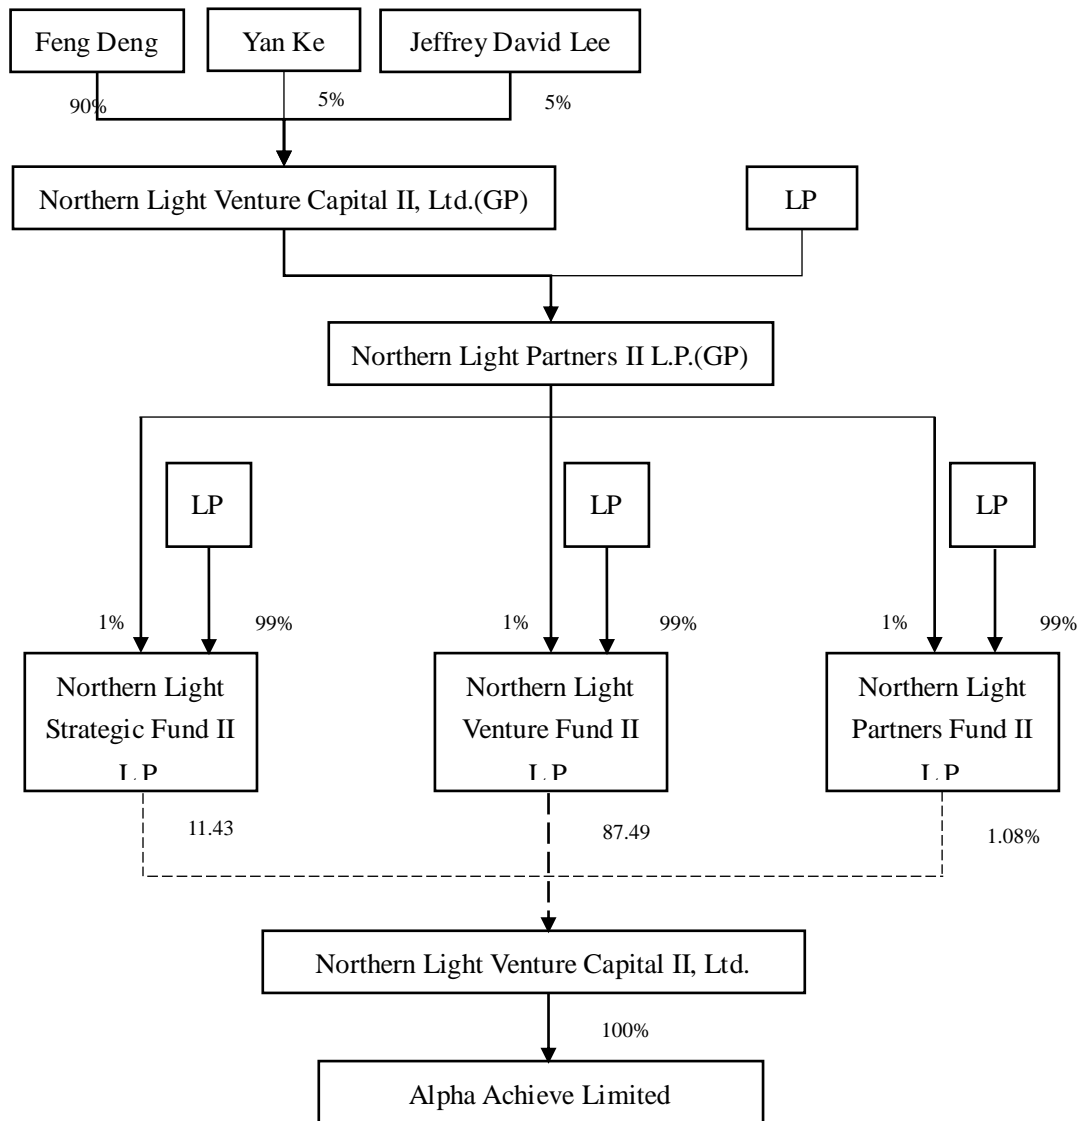 Feng Deng
Yan Ke
Jeffrey David Lee
90%
5%
5%
Northern Light Venture Capital II, Ltd.(GP)
LP
Northern Light Partners II L.P.(GP)
LP
LP
LP
1%
99%
1%
99%
1%
99%
Northern Light
Strategic Fund II
L.P
Northern Light
Venture Fund II
L.P
Northern Light
Partners Fund II
L.P
11.43
87.49
1.08%
Northern Light Venture Capital II, Ltd.
100%
Alpha Achieve Limited